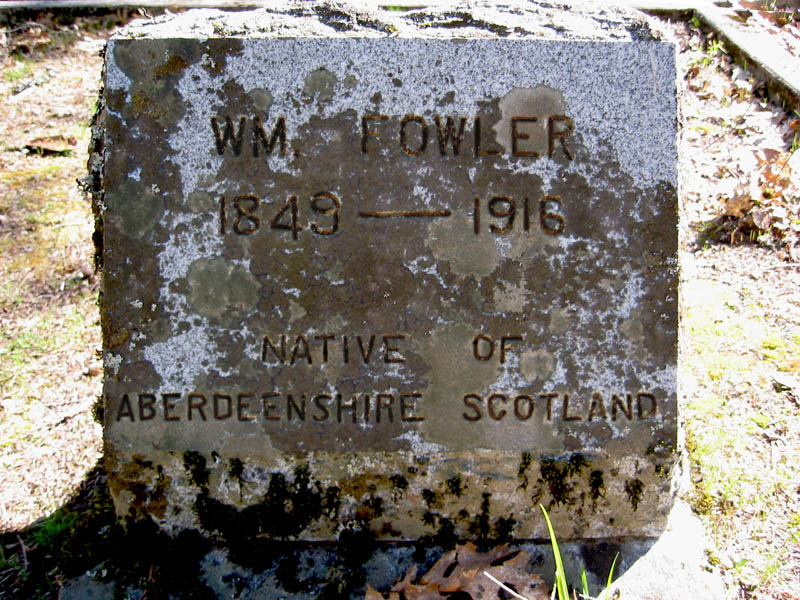 WM. FOWLER
1849 — 1916
NATIVE OF
ABERDEENSHIRE SCOTLAND